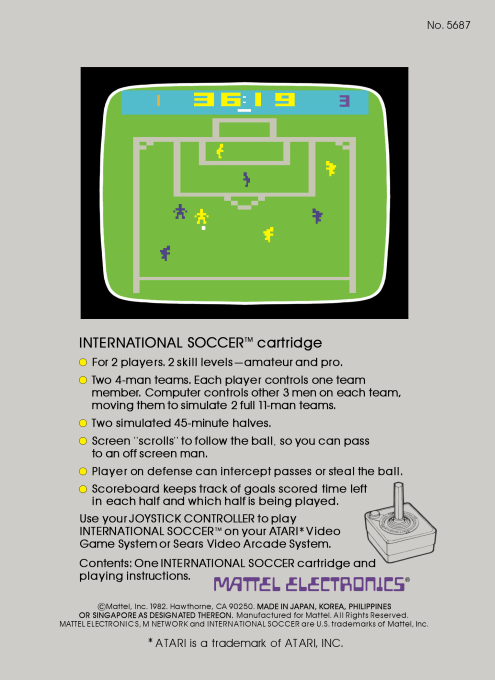 No. 5687
1 36:19 3
INTERNATIONAL SOCCER™ cartridge
For 2 players. 2 skill levels—amateur and pro.
Two 4-man teams. Each player controls one team
member. Computer controls other 3 men on each team,
moving them to simulate 2 full 11-man teams.
Two simulated 45-minute halves.
Screen "scrolls" to follow the ball, so you can pass
to an off screen man.
Player on defense can intercept passes or steal the ball.
Scoreboard keeps track of goals scored time left
in each half and which half is being played.
Use your JOYSTICK CONTROLLER to play
INTERNATIONAL SOCCER™ on your ATARI* Video
Game System or Sears Video Arcade System.
Contents: One INTERNATIONAL SOCCER cartridge and
playing instructions.
MATTEL ELECTRONICS®
©Mattel, Inc. 1982. Hawthorne, CA 90250. MADE IN JAPAN, KOREA, PHILIPPINES
OR SINGAPORE AS DESIGNATED THEREON. Manufactured for Mattel. All Rights Reserved.
MATTEL ELECTRONICS, M NETWORK and INTERNATIONAL SOCCER are U.S. trademarks of Mattel, Inc.
* ATARI is a trademark of ATARI, INC.